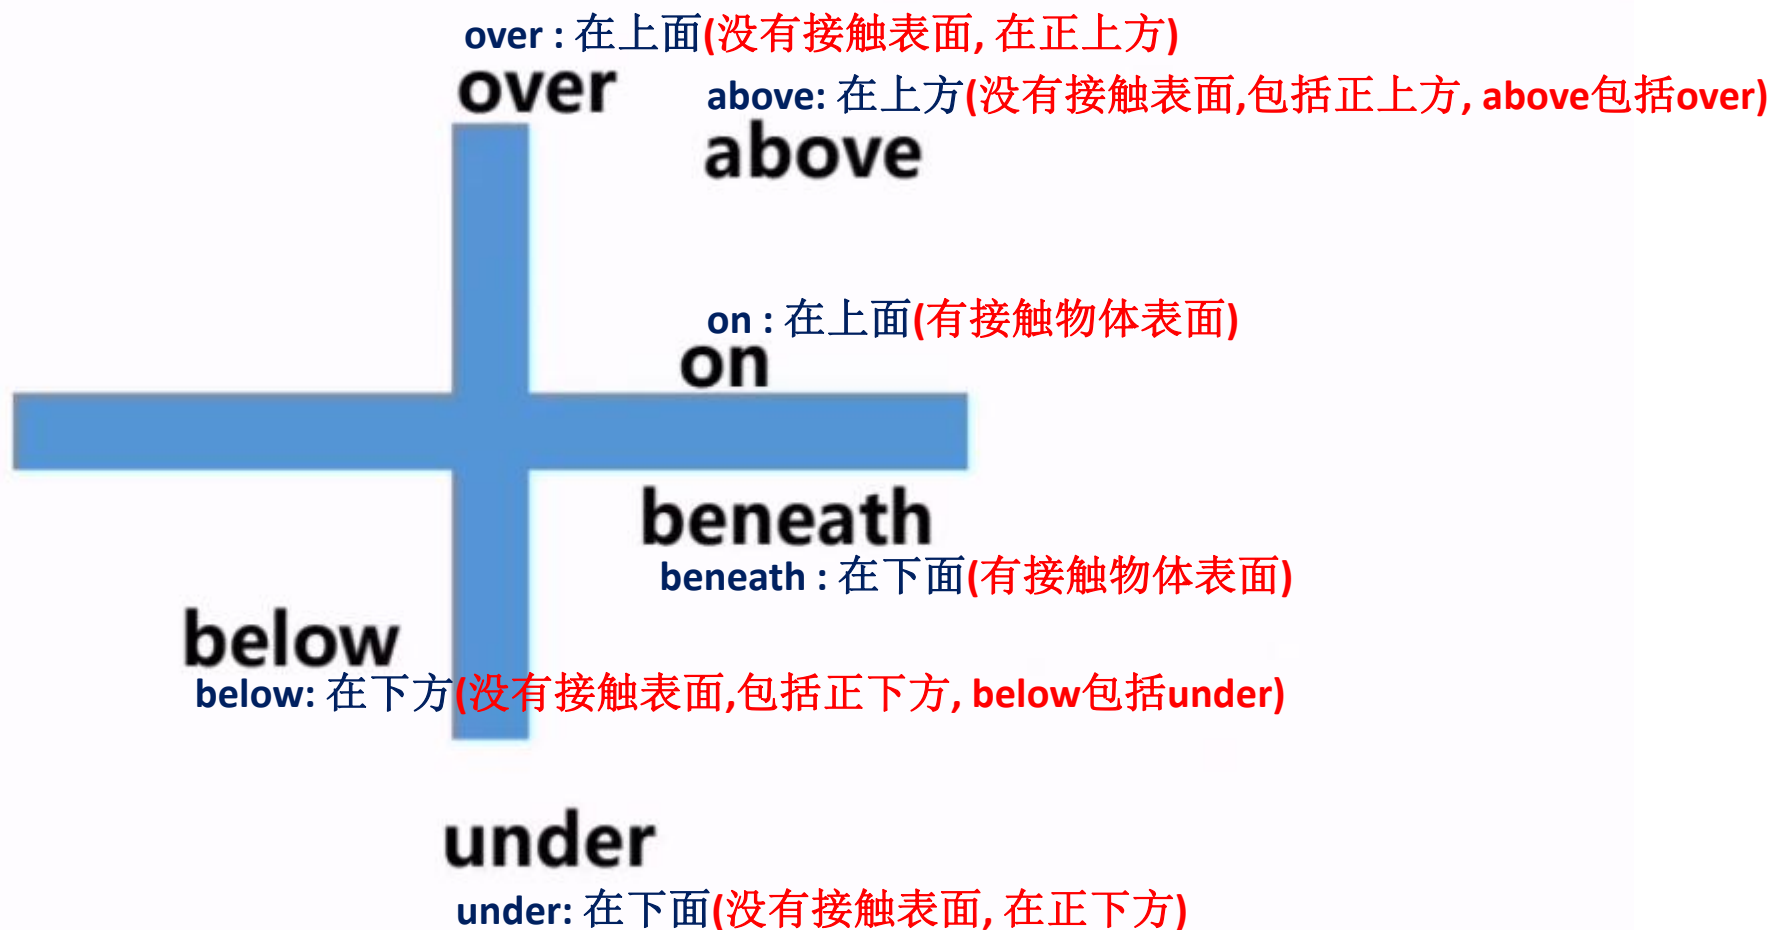 over : 在上面(没有接触表面, 在正上方)
over
above: 在上方(没有接触表面,包括正上方, above包括over)
above
on : 在上面(有接触物体表面)
on
beneath
beneath : 在下面(有接触物体表面)
below
below: 在下方(没有接触表面,包括正下方, below包括under)
under
under: 在下面(没有接触表面, 在正下方)